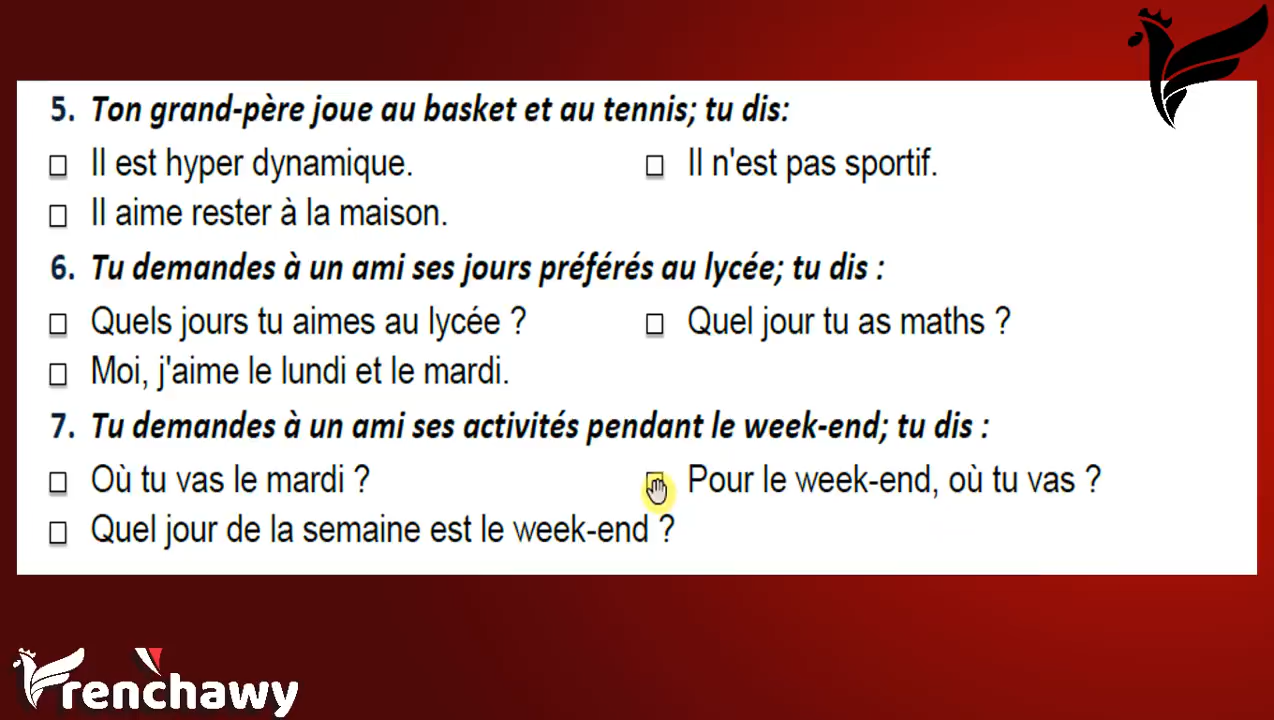 5. Ton grand-père joue au basket et au tennis; tu dis:
Il est hyper dynamique. Il n'est pas sportif.
Il aime rester à la maison.
6. Tu demandes à un ami ses jours préférés au lycée; tu dis :
Quels jours tu aimes au lycée ? Quel jour tu as maths ?
Moi, j'aime le lundi et le mardi.
7. Tu demandes à un ami ses activités pendant le week-end; tu dis :
Où tu vas le mardi ? Pour le week-end, où tu vas ?
Quel jour de la semaine est le week-end ?
Frenchawy